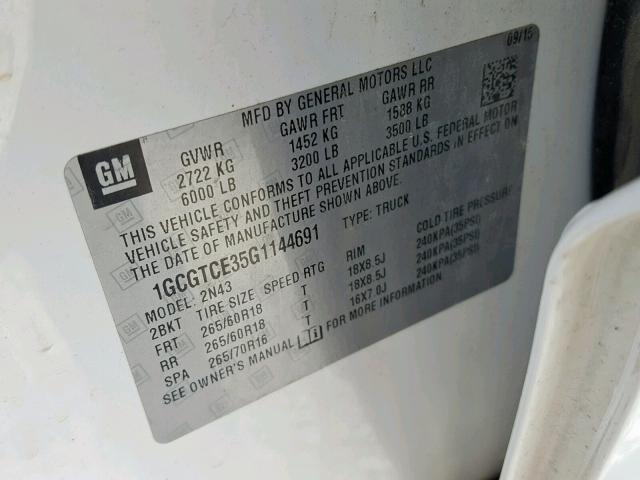 MFD BY GENERAL MOTORS LLC 09/15
GM
GVWR GAWR FRT GAWR RR
2722 KG 1452 KG 1588 KG
6000 LB 3200 LB 3500 LB
THIS VEHICLE CONFORMS TO ALL APPLICABLE U.S. FEDERAL MOTOR
VEHICLE SAFETY AND THEFT PREVENTION STANDARDS IN EFFECT ON
THE DATE OF MANUFACTURE SHOWN ABOVE.
1GCGTCE35G1144691 TYPE: TRUCK
MODEL: 2N43
2BKT TIRE SIZE SPEED RTG RIM COLD TIRE PRESSURE
FRT 265/60R18 T 18X8.5J 240KPA(35PSI)
RR 265/60R18 T 18X8.5J 240KPA(35PSI)
SPA 265/70R16 T 16X7.0J 240KPA(35PSI)
SEE OWNER'S MANUAL FOR MORE INFORMATION.